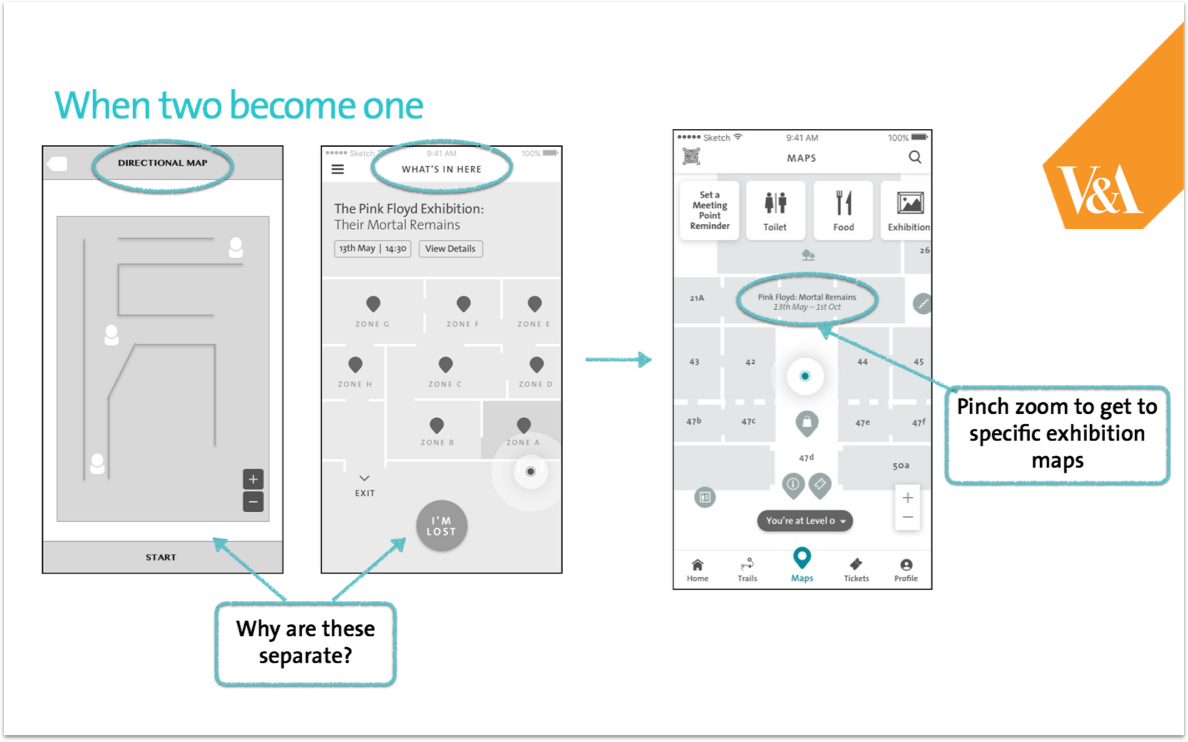 When two become one
DIRECTIONAL MAP
+
−
START
Sketch 9:41 AM 100%
WHAT'S IN HERE
The Pink Floyd Exhibition:
Their Mortal Remains
13th May | 14:30 View Details
ZONE G ZONE F ZONE E
ZONE H ZONE C ZONE D
ZONE B ZONE A
EXIT
I'M
LOST
Why are these
separate?
Sketch 9:41 AM 100%
MAPS
Set a
Meeting
Point
Reminder
Toilet Food Exhibition
26
21A
Pink Floyd: Mortal Remains
13th May – 1st Oct
43 42 44 45
47b 47c 47e 47f
47d
50a
+
−
You're at Level 0
Home Trails Maps Tickets Profile
Pinch zoom to get to
specific exhibition
maps
V&A